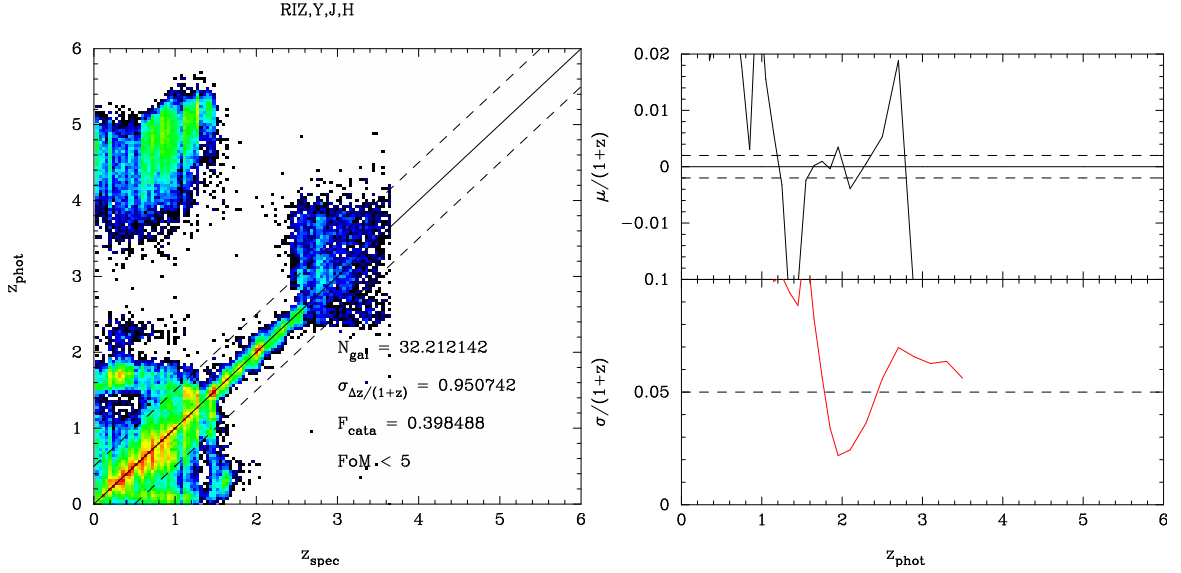 RIZ,Y,J,H
6
5
4
3
2
1
0
z_phot
N_gal = 32.212142
σ_Δz/(1+z) = 0.950742
F_cata = 0.398488
FoM < 5
0 1 2 3 4 5 6
z_spec
0.02
0.01
0
−0.01
μ/(1+z)
0.1
0.05
0
σ/(1+z)
0 1 2 3 4 5 6
z_phot